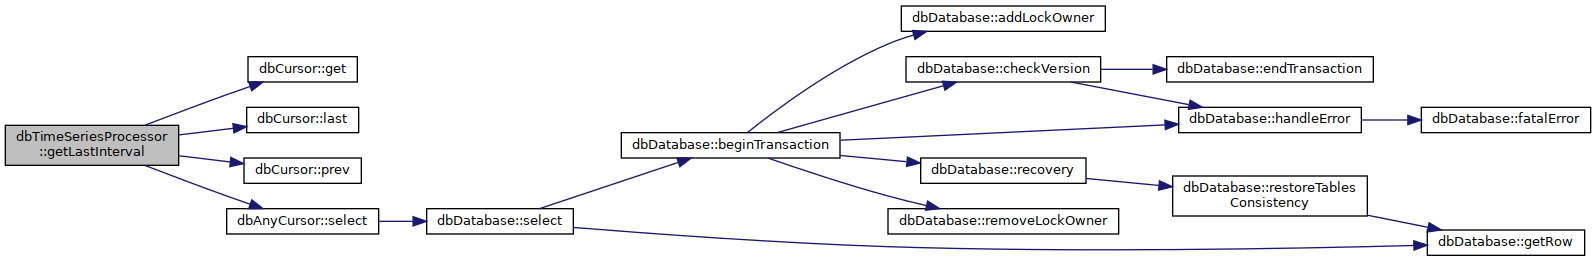 dbTimeSeriesProcessor
::getLastInterval
dbCursor::get
dbCursor::last
dbCursor::prev
dbAnyCursor::select
dbDatabase::select
dbDatabase::beginTransaction
dbDatabase::addLockOwner
dbDatabase::checkVersion
dbDatabase::endTransaction
dbDatabase::handleError
dbDatabase::fatalError
dbDatabase::recovery
dbDatabase::restoreTables
Consistency
dbDatabase::removeLockOwner
dbDatabase::getRow